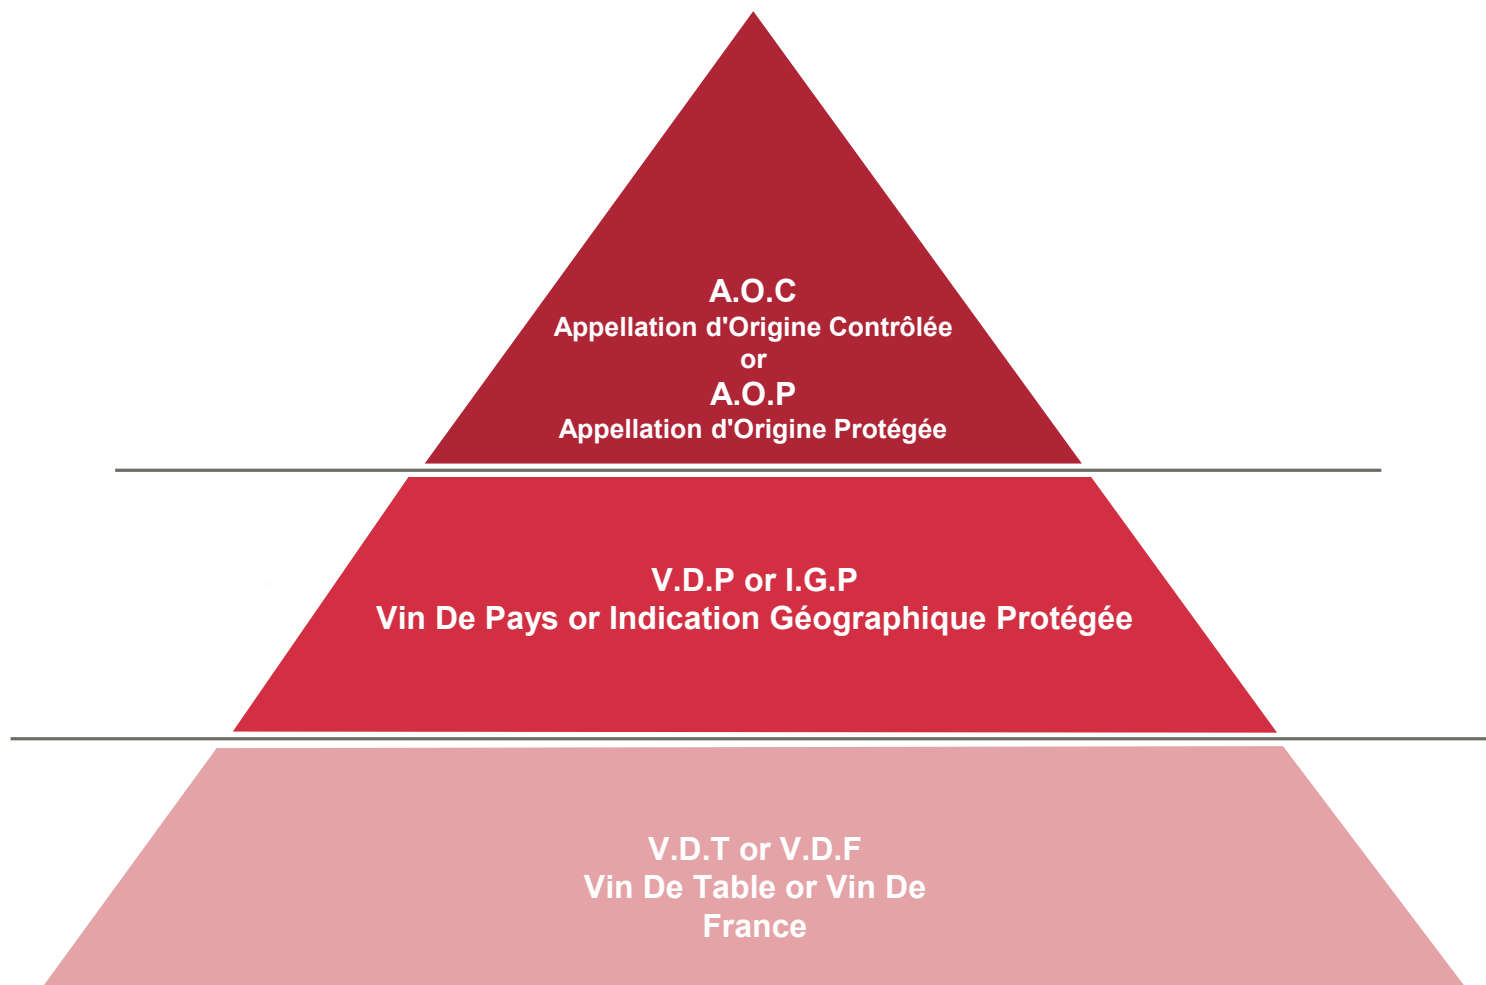 A.O.C
Appellation d'Origine Contrôlée
or
A.O.P
Appellation d'Origine Protégée
V.D.P or I.G.P
Vin De Pays or Indication Géographique Protégée
V.D.T or V.D.F
Vin De Table or Vin De
France